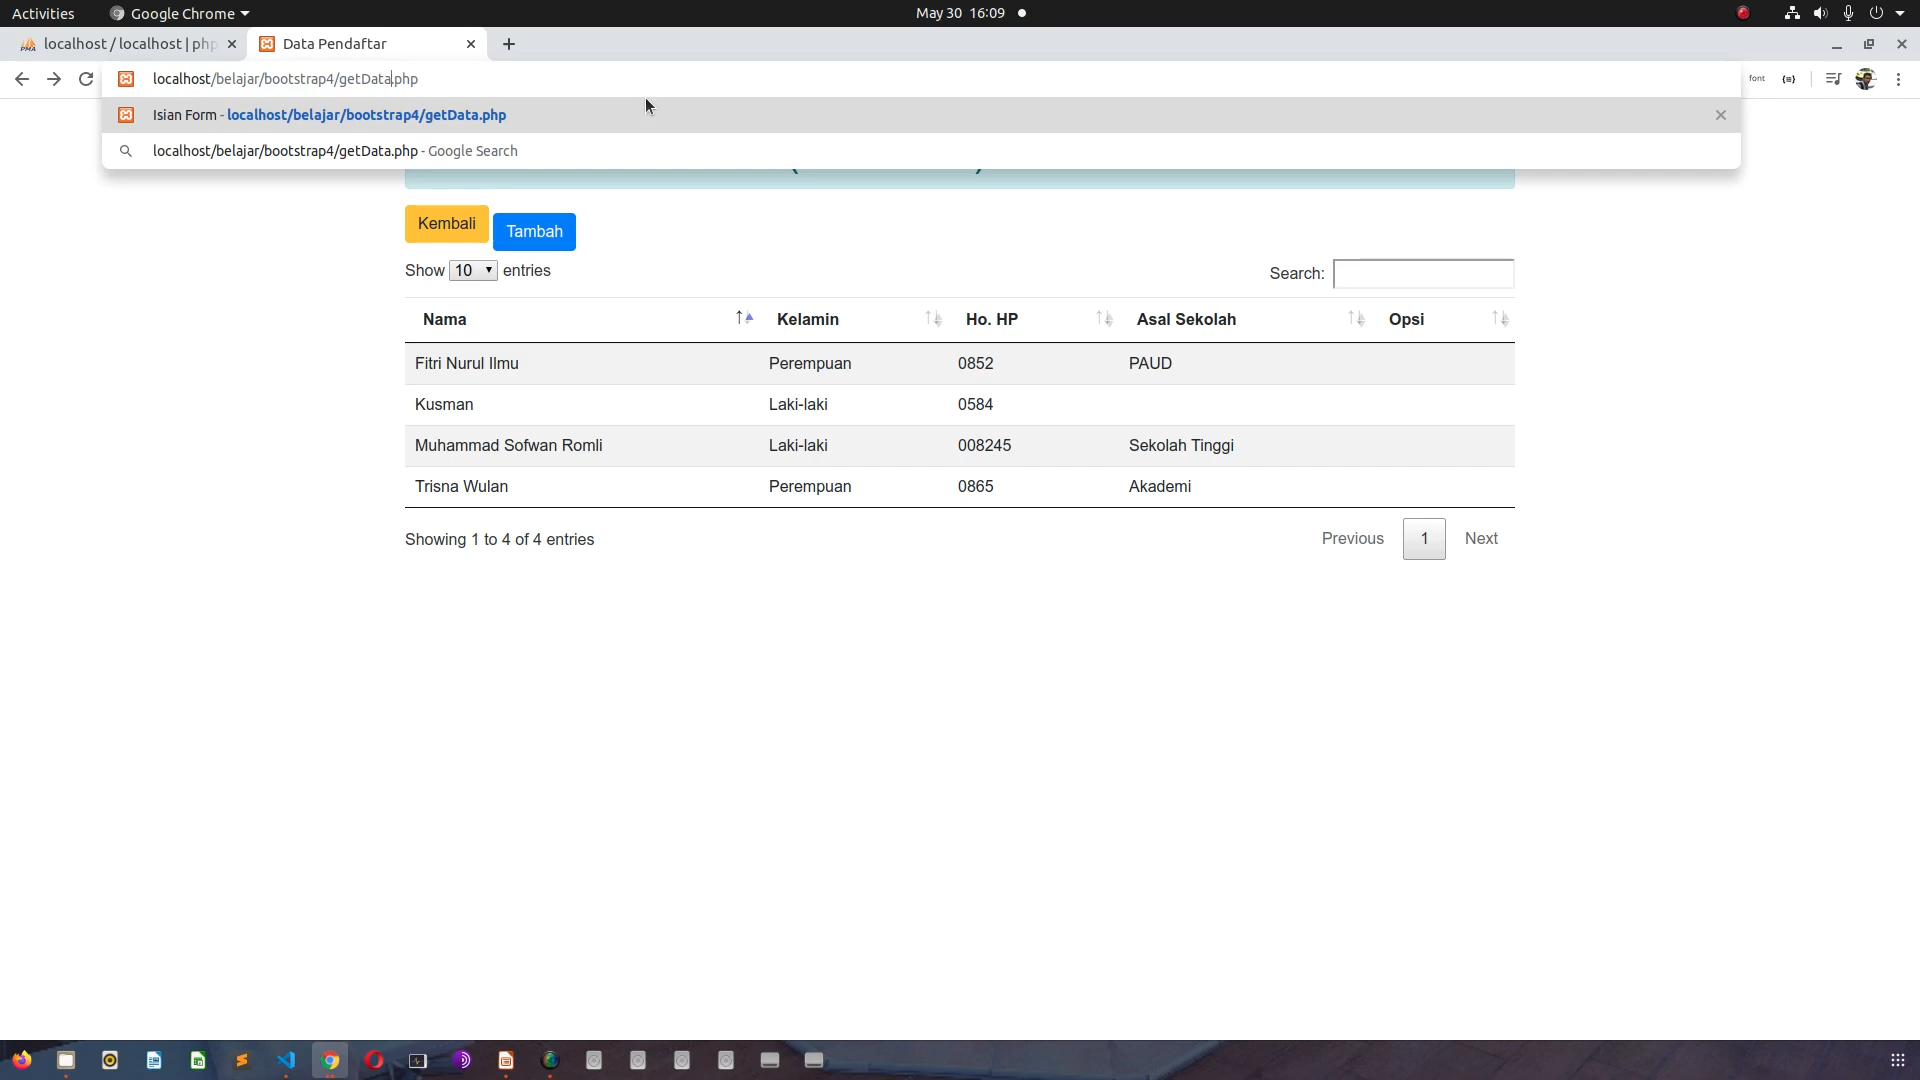 Activities Google Chrome May 30 16:09
localhost / localhost | php Data Pendaftar
localhost/belajar/bootstrap4/getData.php font
Isian Form - localhost/belajar/bootstrap4/getData.php
localhost/belajar/bootstrap4/getData.php - Google Search
Kembali Tambah
Show 10 entries Search:
Nama Kelamin Ho. HP Asal Sekolah Opsi
Fitri Nurul Ilmu Perempuan 0852 PAUD
Kusman Laki-laki 0584
Muhammad Sofwan Romli Laki-laki 008245 Sekolah Tinggi
Trisna Wulan Perempuan 0865 Akademi
Showing 1 to 4 of 4 entries Previous 1 Next